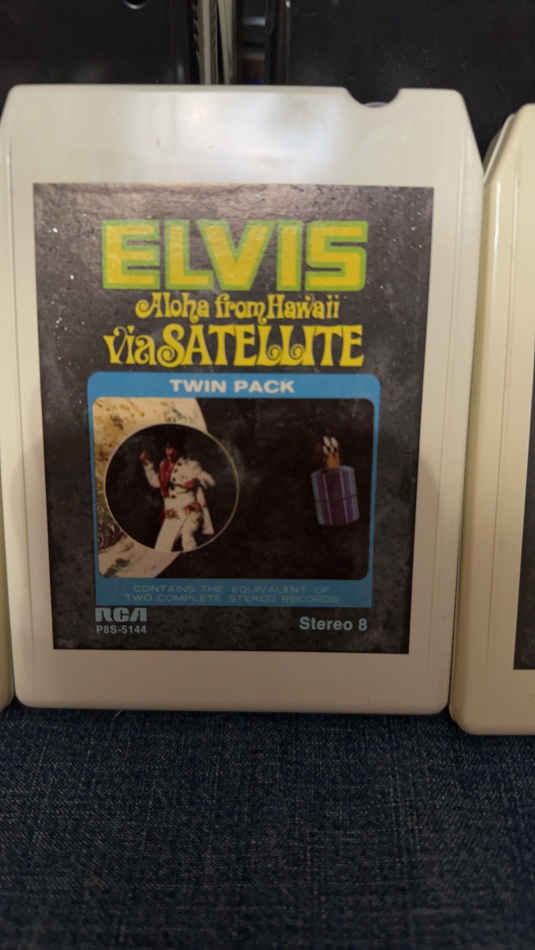 ELVIS
Aloha from Hawaii
via SATELLITE
TWIN PACK
CONTAINS THE EQUIVALENT OF
TWO COMPLETE STEREO RECORDS
RCA
P8S-5144
Stereo 8